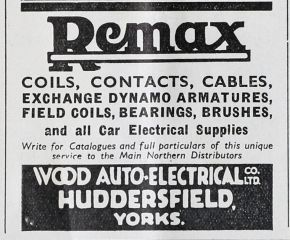 Remax
COILS, CONTACTS, CABLES,
EXCHANGE DYNAMO ARMATURES,
FIELD COILS, BEARINGS, BRUSHES,
and all Car Electrical Supplies
Write for Catalogues and full particulars of this unique
service to the Main Northern Distributors
WOOD AUTO-ELECTRICAL CO. LTD.
HUDDERSFIELD,
YORKS.